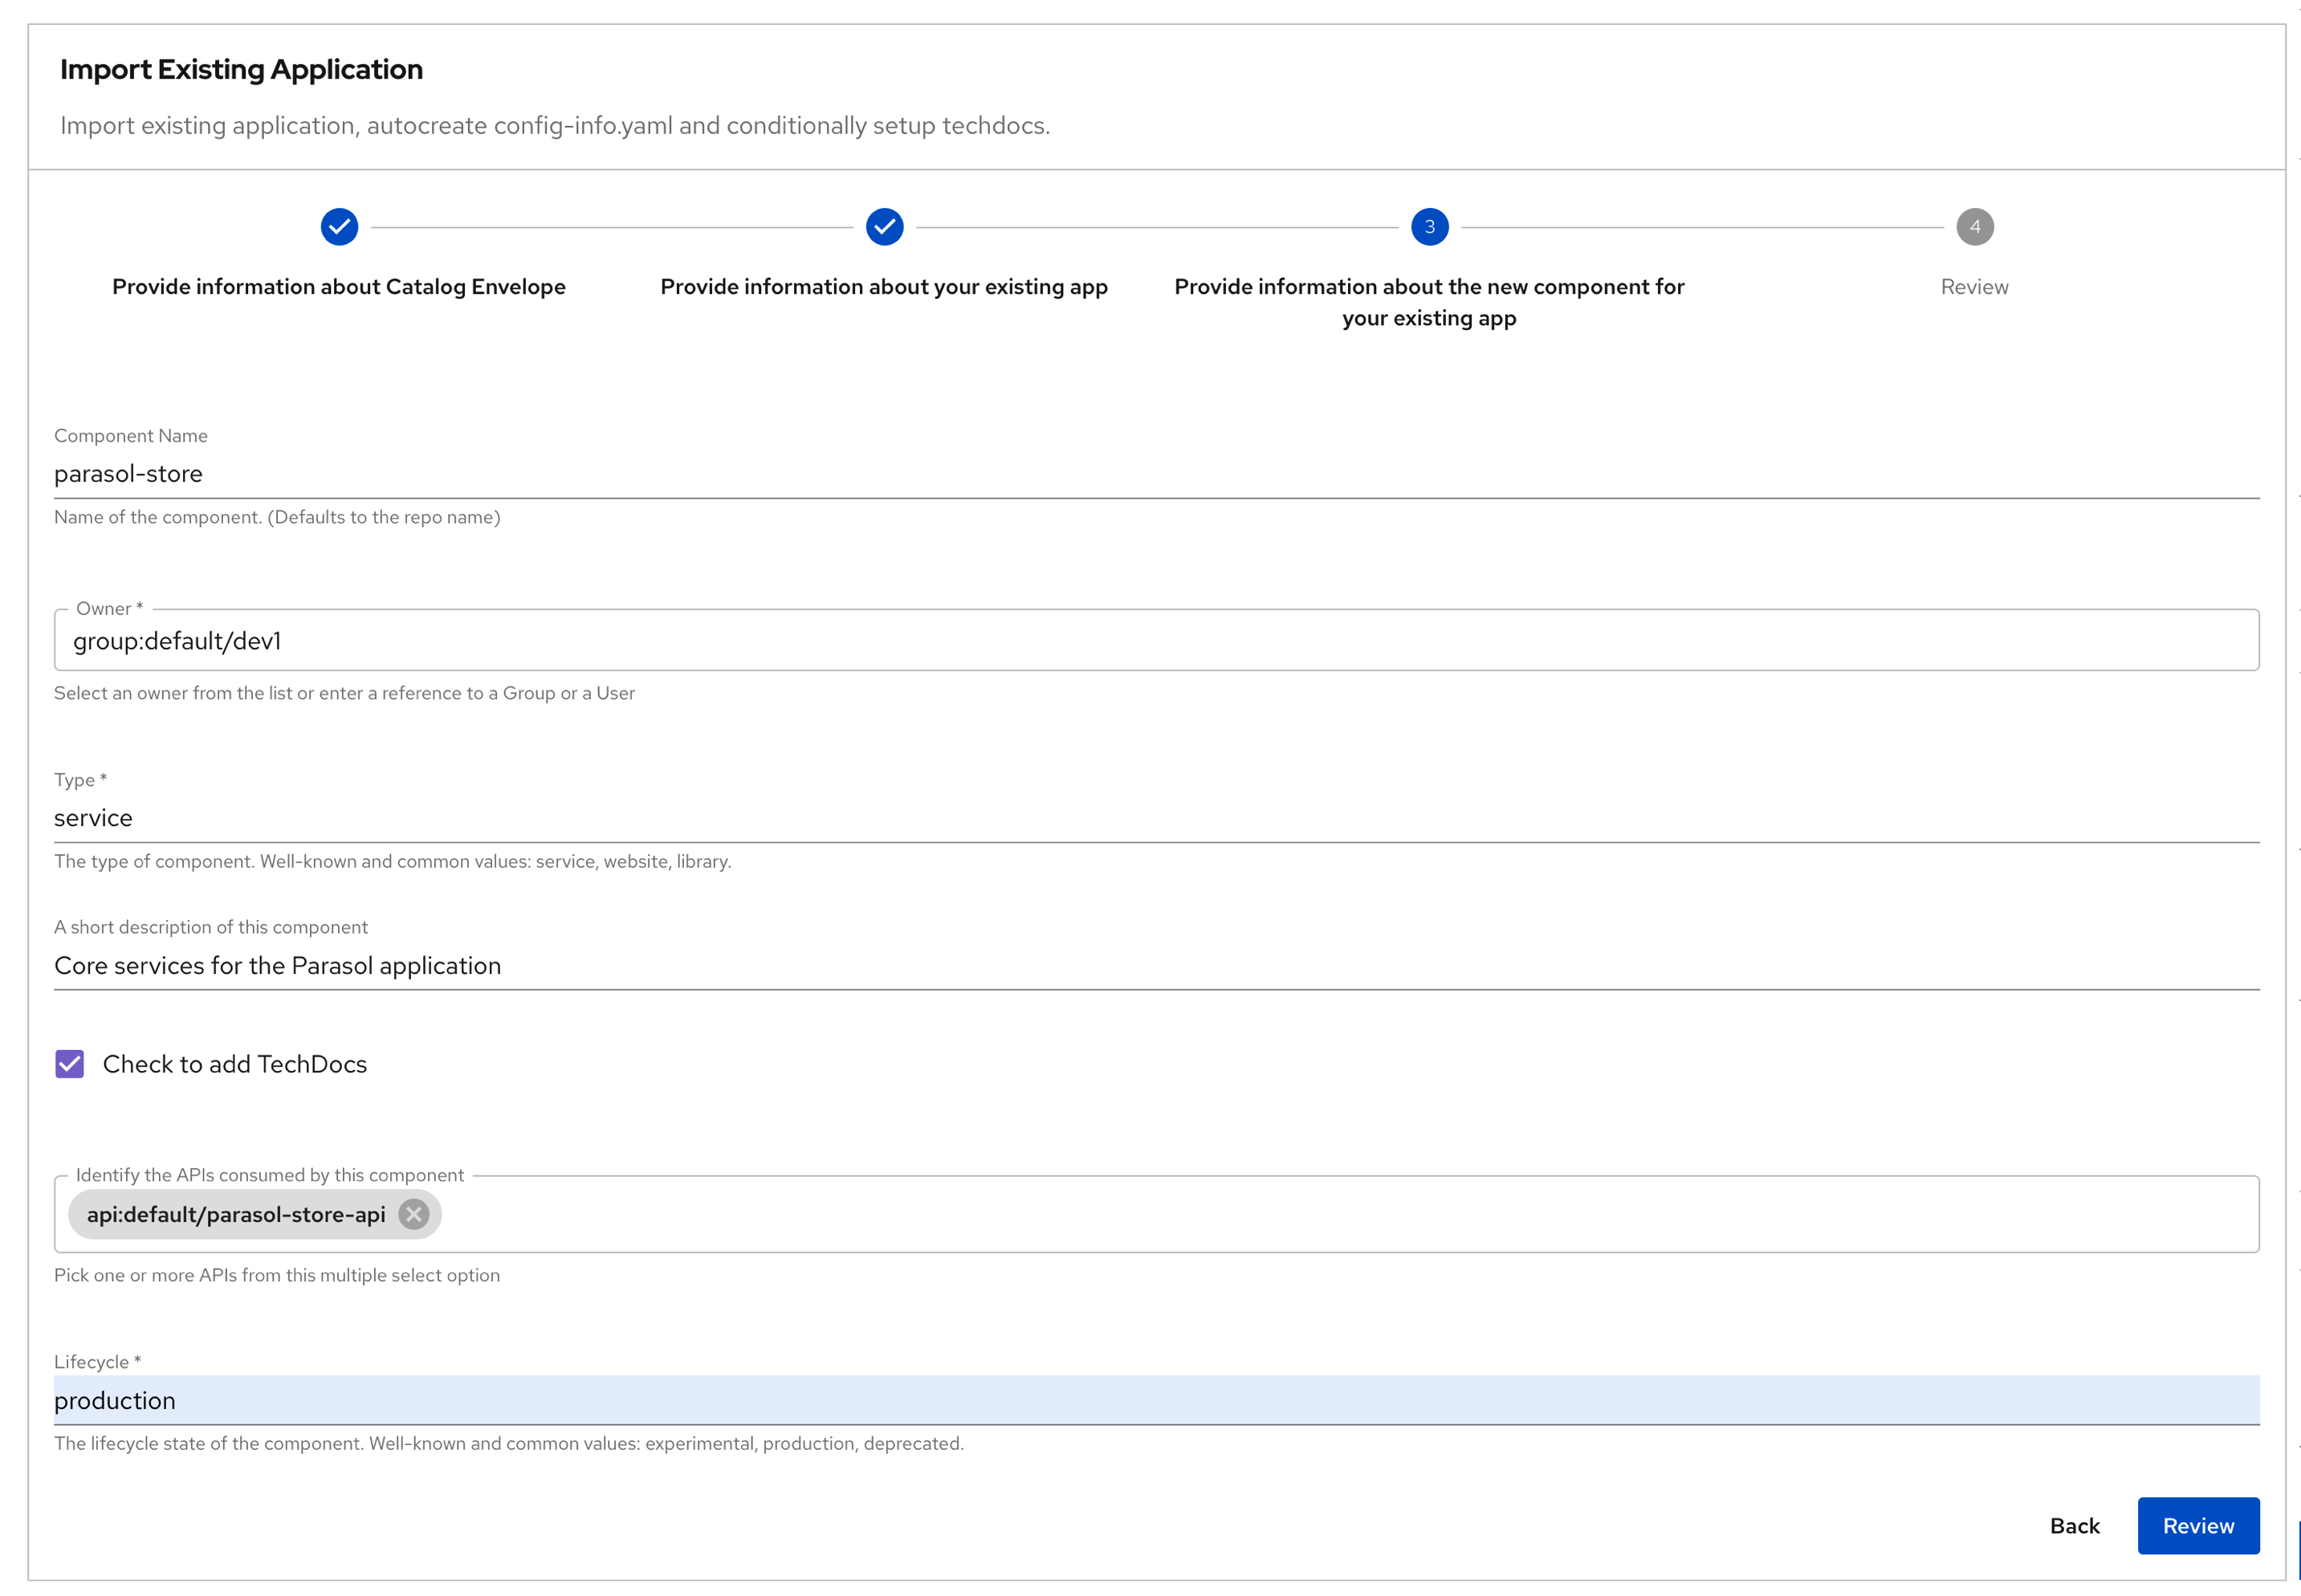 Import Existing Application
Import existing application, autocreate config-info.yaml and conditionally setup techdocs.
3
4
Provide information about Catalog Envelope
Provide information about your existing app
Provide information about the new component for
your existing app
Review
Component Name
parasol-store
Name of the component. (Defaults to the repo name)
Owner *
group:default/dev1
Select an owner from the list or enter a reference to a Group or a User
Type *
service
The type of component. Well-known and common values: service, website, library.
A short description of this component
Core services for the Parasol application
Check to add TechDocs
Identify the APIs consumed by this component
api:default/parasol-store-api
Pick one or more APIs from this multiple select option
Lifecycle *
production
The lifecycle state of the component. Well-known and common values: experimental, production, deprecated.
Back
Review